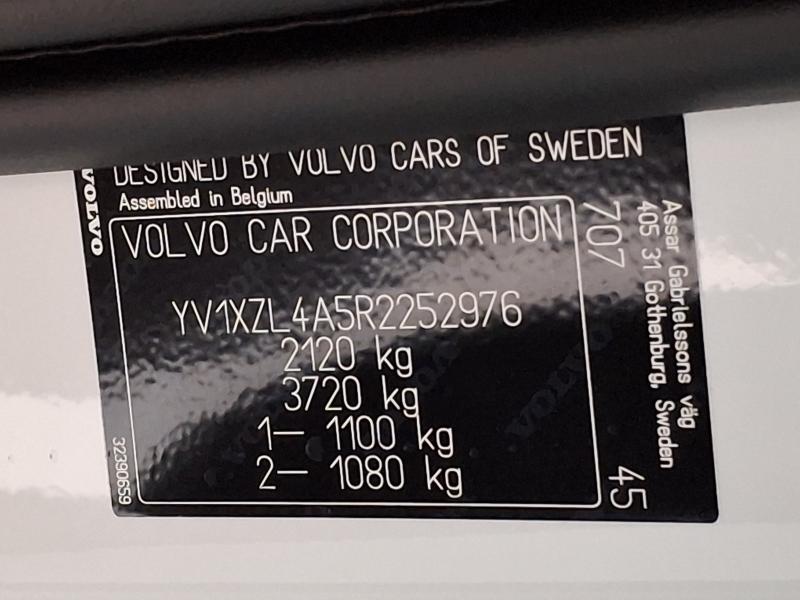 DESIGNED BY VOLVO CARS OF SWEDEN
Assembled in Belgium
VOLVO
VOLVO CAR CORPORATION
YV1XZL4A5R2252976
2120 kg
3720 kg
1— 1100 kg
2— 1080 kg
32390659
707
45
Assar Gabrielssons väg
405 31 Gothenburg, Sweden